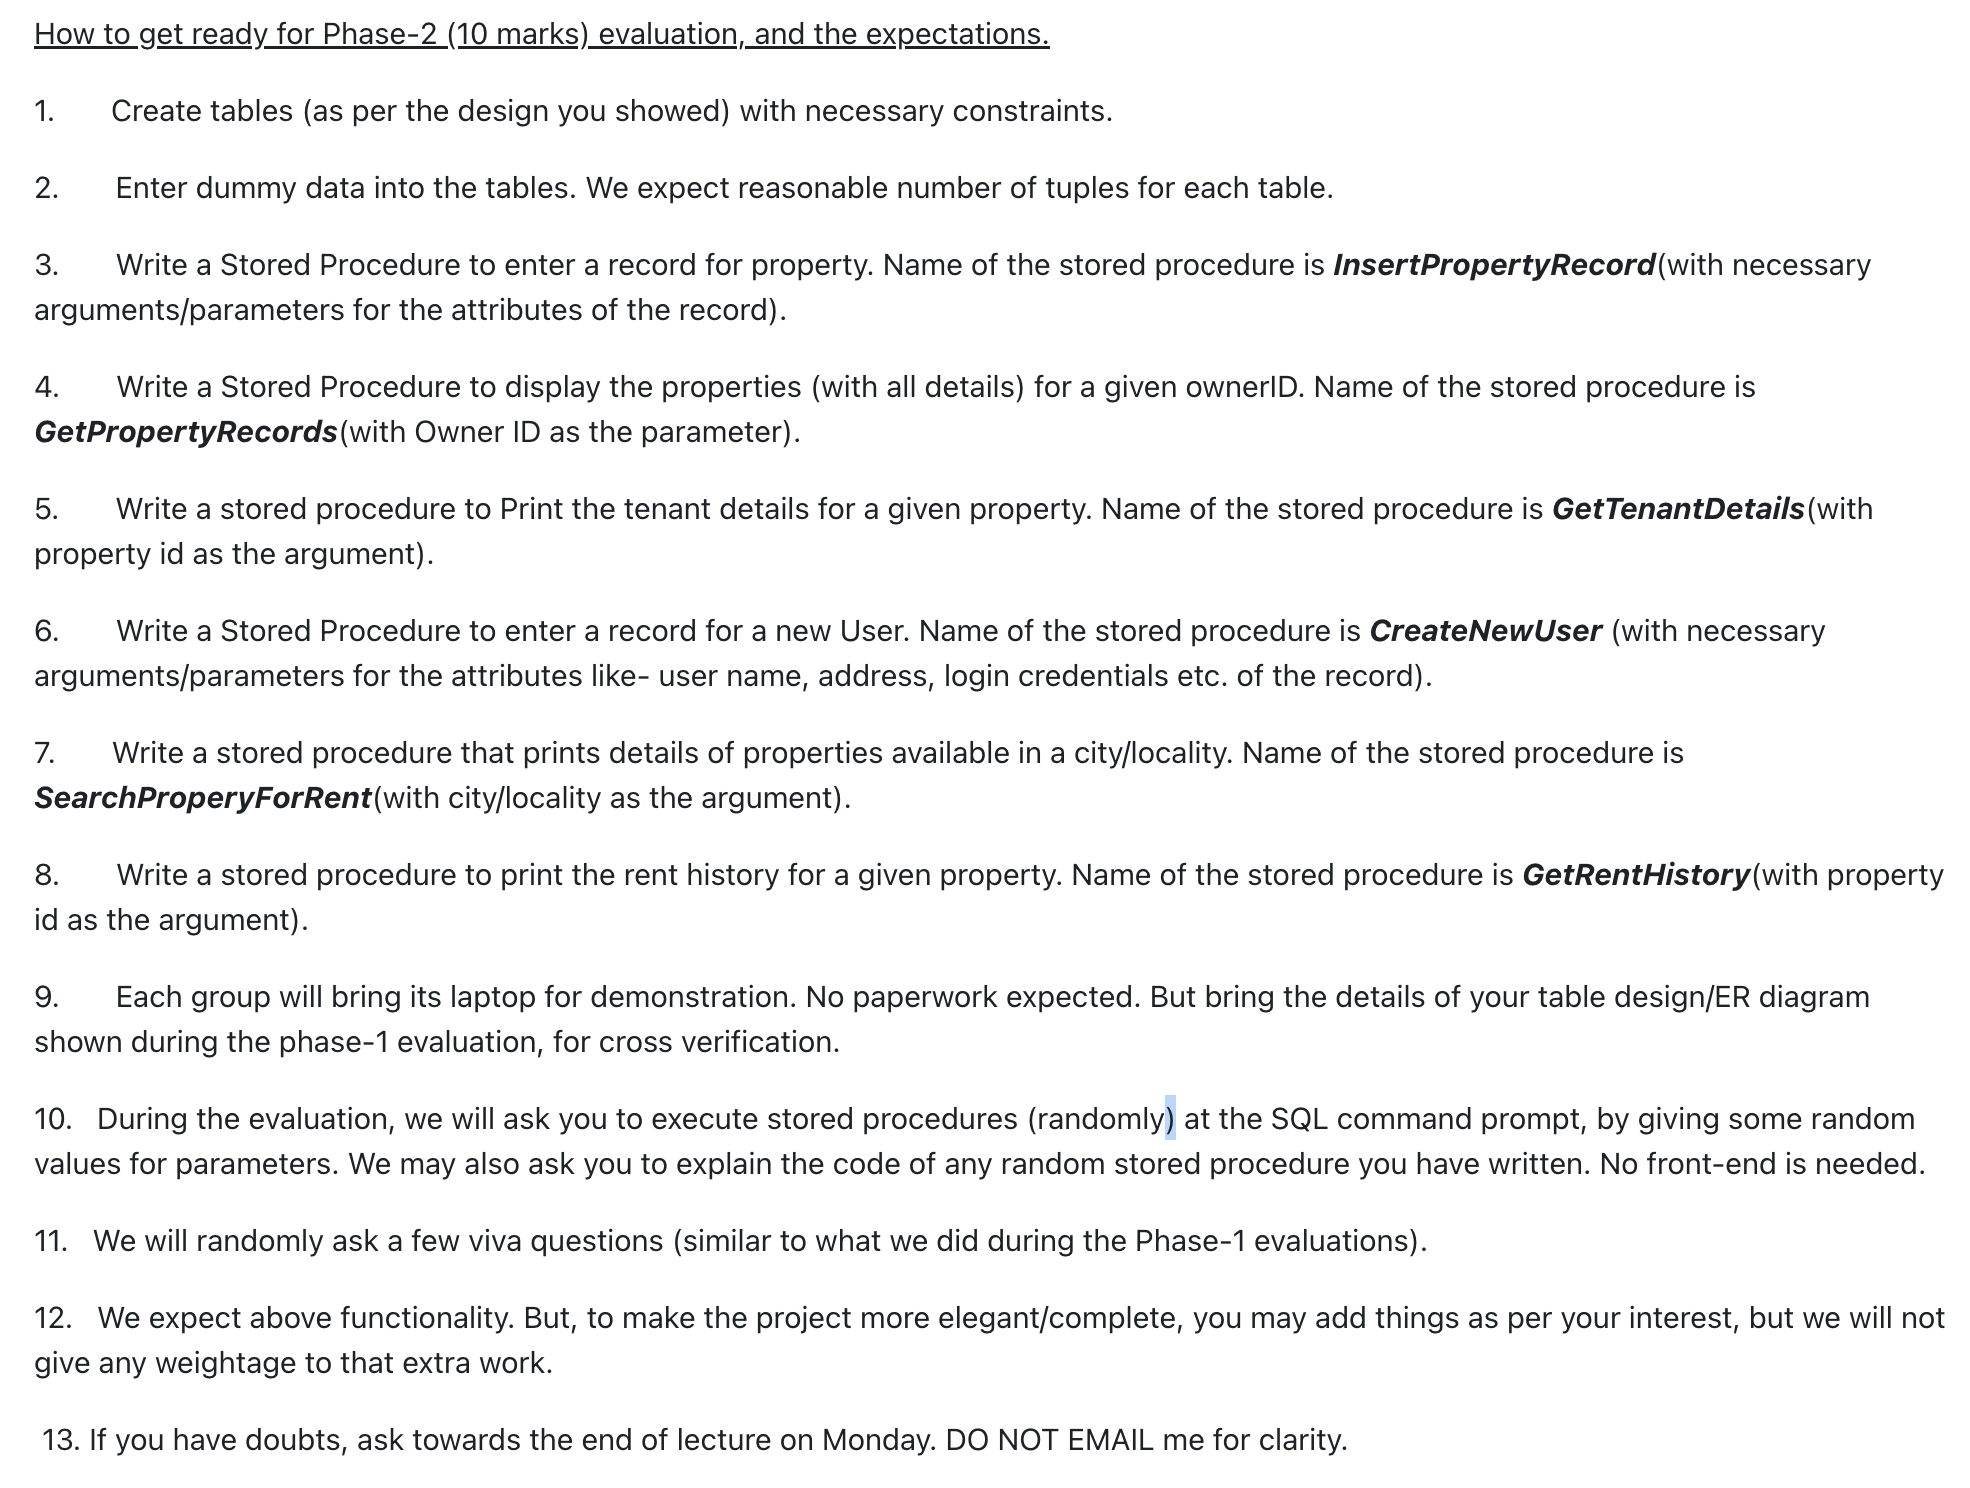 How to get ready for Phase-2 (10 marks) evaluation, and the expectations.
1. Create tables (as per the design you showed) with necessary constraints.
2. Enter dummy data into the tables. We expect reasonable number of tuples for each table.
3. Write a Stored Procedure to enter a record for property. Name of the stored procedure is InsertPropertyRecord(with necessary
arguments/parameters for the attributes of the record).
4. Write a Stored Procedure to display the properties (with all details) for a given ownerID. Name of the stored procedure is
GetPropertyRecords(with Owner ID as the parameter).
5. Write a stored procedure to Print the tenant details for a given property. Name of the stored procedure is GetTenantDetails(with
property id as the argument).
6. Write a Stored Procedure to enter a record for a new User. Name of the stored procedure is CreateNewUser (with necessary
arguments/parameters for the attributes like- user name, address, login credentials etc. of the record).
7. Write a stored procedure that prints details of properties available in a city/locality. Name of the stored procedure is
SearchProperyForRent(with city/locality as the argument).
8. Write a stored procedure to print the rent history for a given property. Name of the stored procedure is GetRentHistory(with property
id as the argument).
9. Each group will bring its laptop for demonstration. No paperwork expected. But bring the details of your table design/ER diagram
shown during the phase-1 evaluation, for cross verification.
10. During the evaluation, we will ask you to execute stored procedures (randomly) at the SQL command prompt, by giving some random
values for parameters. We may also ask you to explain the code of any random stored procedure you have written. No front-end is needed.
11. We will randomly ask a few viva questions (similar to what we did during the Phase-1 evaluations).
12. We expect above functionality. But, to make the project more elegant/complete, you may add things as per your interest, but we will not
give any weightage to that extra work.
13. If you have doubts, ask towards the end of lecture on Monday. DO NOT EMAIL me for clarity.